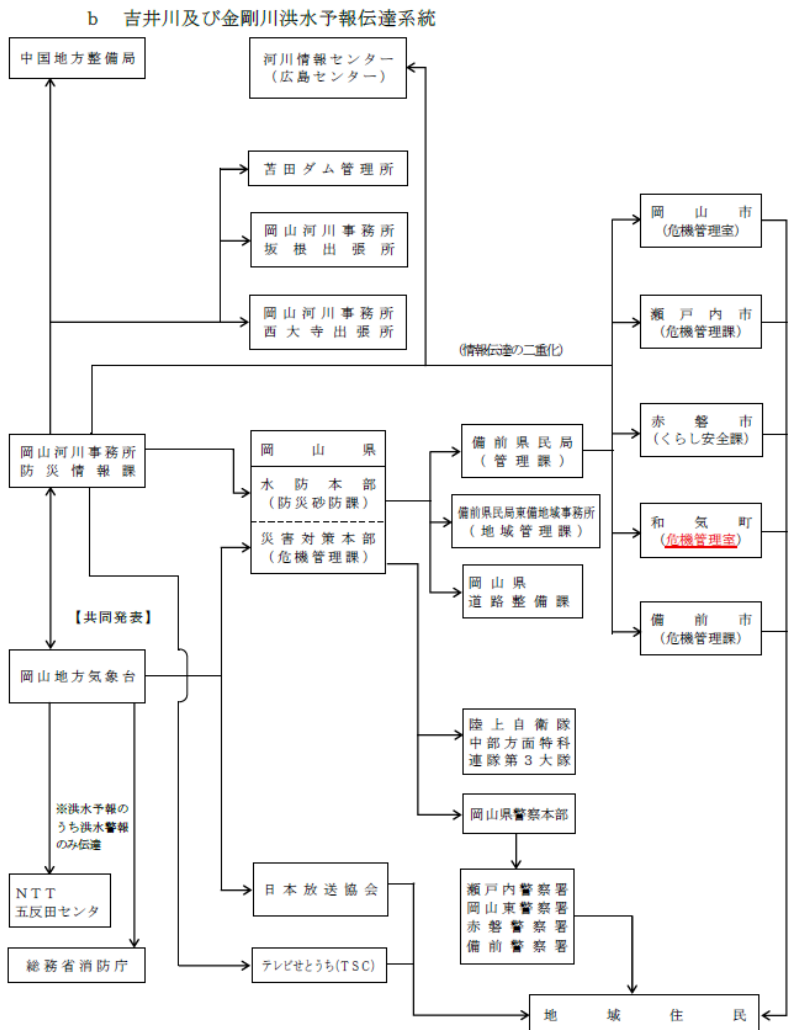 b 吉井川及び金剛川洪水予報伝達系統
中国地方整備局
河川情報センター
(広島センター)
苫田ダム管理所
岡山河川事務所
坂根出張所
岡山河川事務所
西大寺出張所
岡山市
(危機管理室)
瀬戸内市
(危機管理課)
(情報伝達の二重化)
赤磐市
(くらし安全課)
和気町
(危機管理室)
備前市
(危機管理課)
岡山河川事務所
防災情報課
岡山県
水防本部
(防災砂防課)
災害対策本部
(危機管理課)
備前県民局
(管理課)
備前県民局東備地域事務所
(地域管理課)
岡山県
道路整備課
【共同発表】
岡山地方気象台
陸上自衛隊
中部方面特科
連隊第3大隊
岡山県警察本部
※洪水予報の
うち洪水警報
のみ伝達
NTT
五反田センタ
総務省消防庁
日本放送協会
テレビせとうち(TSC)
瀬戸内警察署
岡山東警察署
赤磐警察署
備前警察署
地域住民